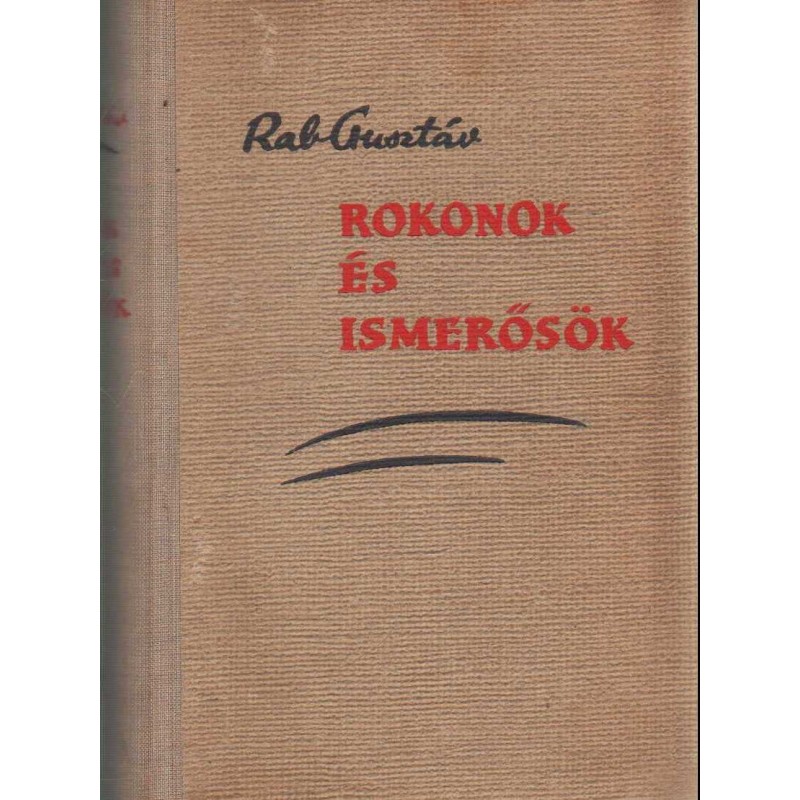 Rab Gusztáv
ROKONOK
ÉS
ISMERŐSÖK